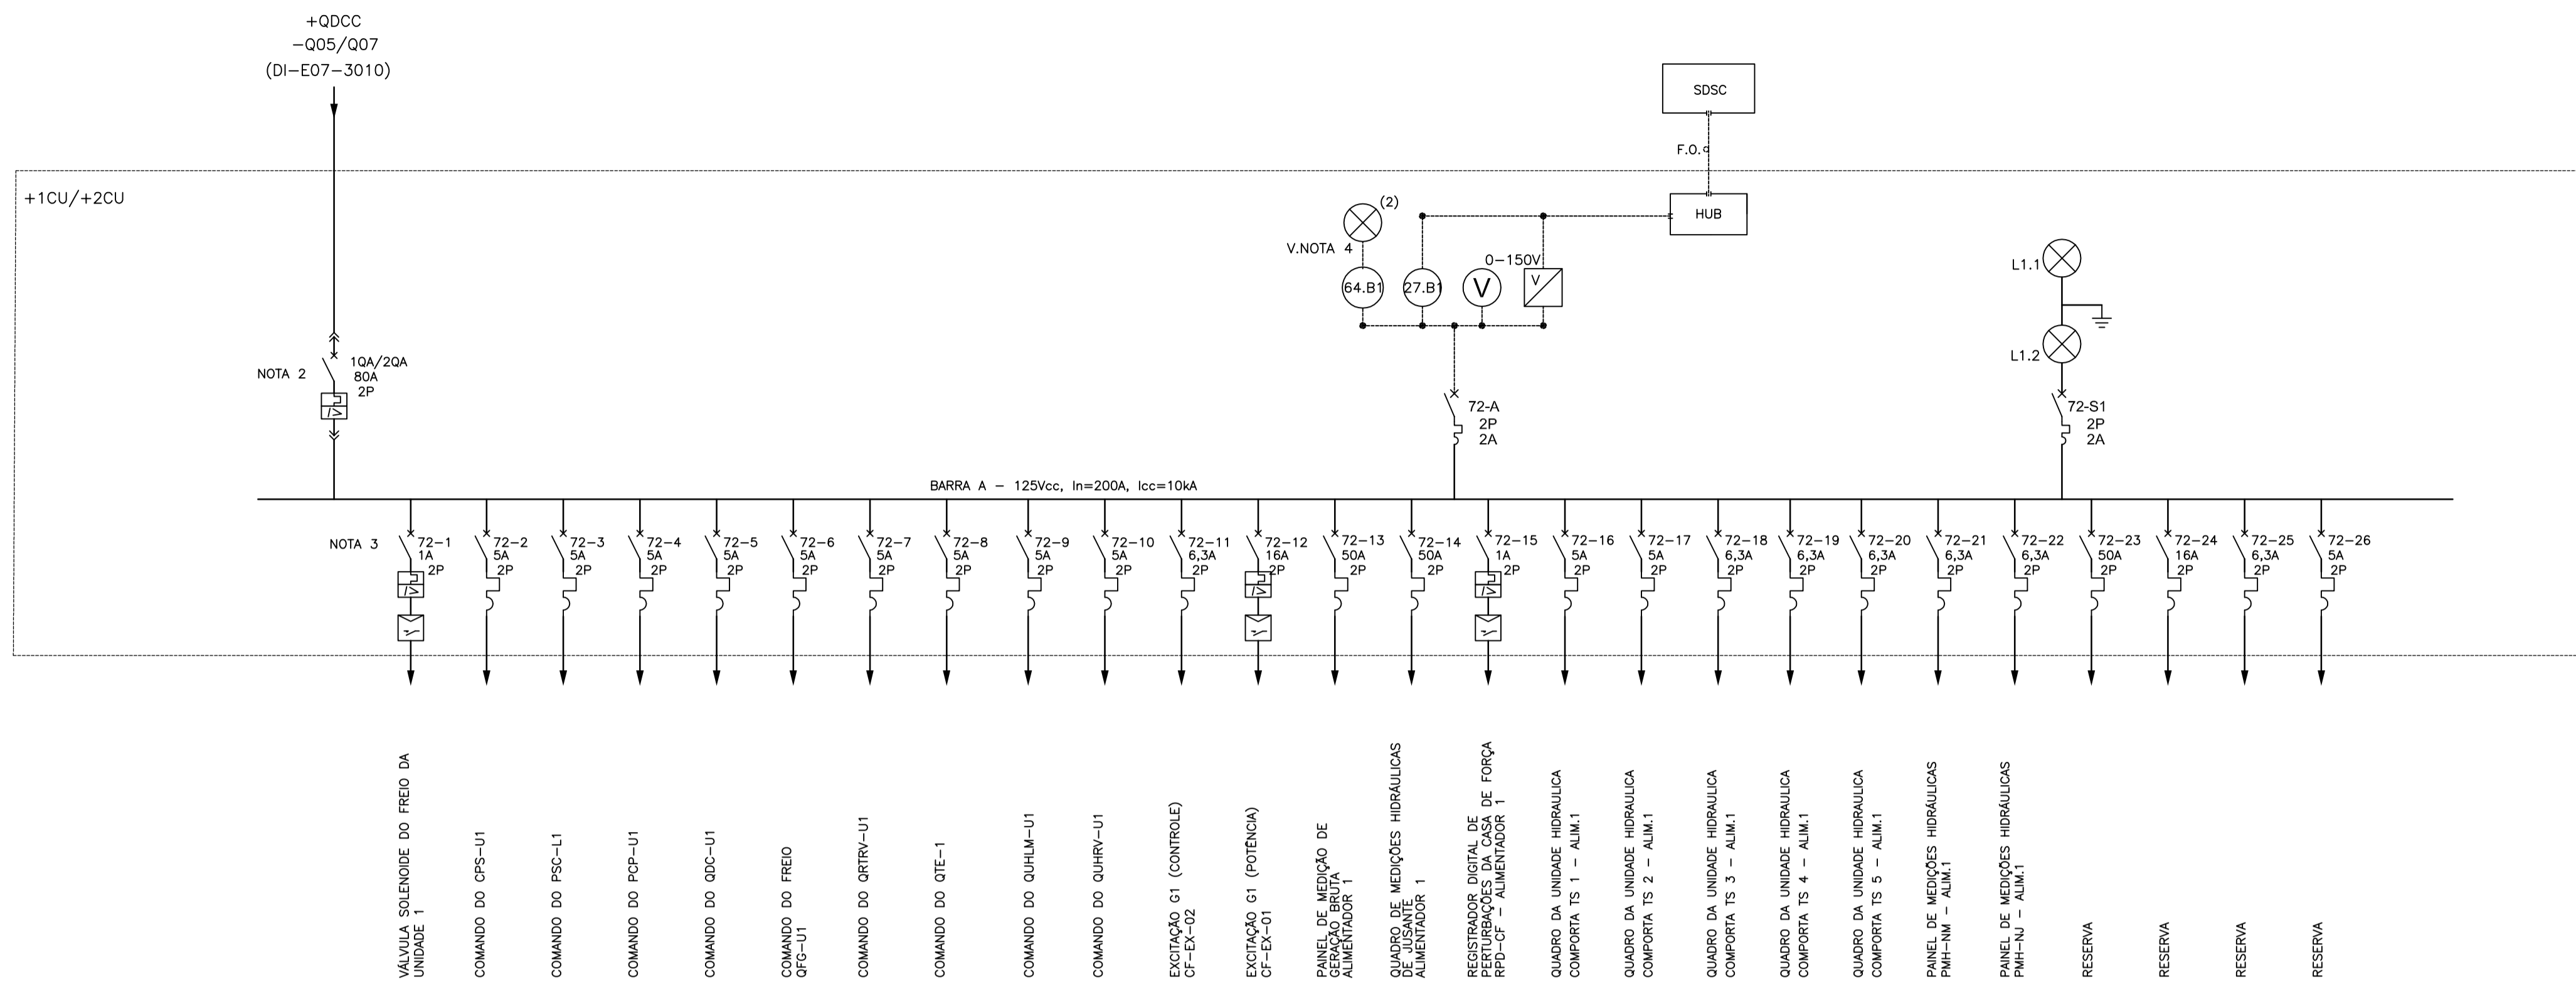 +QDCC
-Q05/Q07
(DI-E07-3010)
SDSC
F.O.
+1CU/+2CU
HUB
(2)
V.NOTA 4
0-150V
64.B1
27.B1
V
V
L1.1
L1.2
NOTA 2
1QA/2QA
80A
2P
I>
72-A
2P
2A
72-S1
2P
2A
BARRA A - 125Vcc, In=200A, Icc=10kA
NOTA 3
72-1
1A
2P
I>
72-2
5A
2P
72-3
5A
2P
72-4
5A
2P
72-5
5A
2P
72-6
5A
2P
72-7
5A
2P
72-8
5A
2P
72-9
5A
2P
72-10
5A
2P
72-11
6,3A
2P
72-12
16A
2P
I>
72-13
50A
2P
72-14
50A
2P
72-15
1A
2P
I>
72-16
5A
2P
72-17
5A
2P
72-18
6,3A
2P
72-19
6,3A
2P
72-20
6,3A
2P
72-21
6,3A
2P
72-22
6,3A
2P
72-23
50A
2P
72-24
16A
2P
72-25
6,3A
2P
72-26
5A
2P
VÁLVULA SOLENOIDE DO FREIO DA
UNIDADE 1
COMANDO DO CPS-U1
COMANDO DO PSC-L1
COMANDO DO PCP-U1
COMANDO DO QDC-U1
COMANDO DO FREIO
QFG-U1
COMANDO DO QRTRV-U1
COMANDO DO QTE-1
COMANDO DO QUHLM-U1
COMANDO DO QUHRV-U1
EXCITAÇÃO G1 (CONTROLE)
CF-EX-02
EXCITAÇÃO G1 (POTÊNCIA)
CF-EX-01
PAINEL DE MEDIÇÃO DE
GERAÇÃO BRUTA
ALIMENTADOR 1
QUADRO DE MEDIÇÕES HIDRÁULICAS
DE JUSANTE
ALIMENTADOR 1
REGISTRADOR DIGITAL DE
PERTURBAÇÕES DA CASA DE FORÇA
RPD-CF - ALIMENTADOR 1
QUADRO DA UNIDADE HIDRAULICA
COMPORTA TS 1 - ALIM.1
QUADRO DA UNIDADE HIDRAULICA
COMPORTA TS 2 - ALIM.1
QUADRO DA UNIDADE HIDRAULICA
COMPORTA TS 3 - ALIM.1
QUADRO DA UNIDADE HIDRAULICA
COMPORTA TS 4 - ALIM.1
QUADRO DA UNIDADE HIDRAULICA
COMPORTA TS 5 - ALIM.1
PAINEL DE MEDIÇÕES HIDRÁULICAS
PMH-NM - ALIM.1
PAINEL DE MEDIÇÕES HIDRÁULICAS
PMH-NJ - ALIM.1
RESERVA
RESERVA
RESERVA
RESERVA